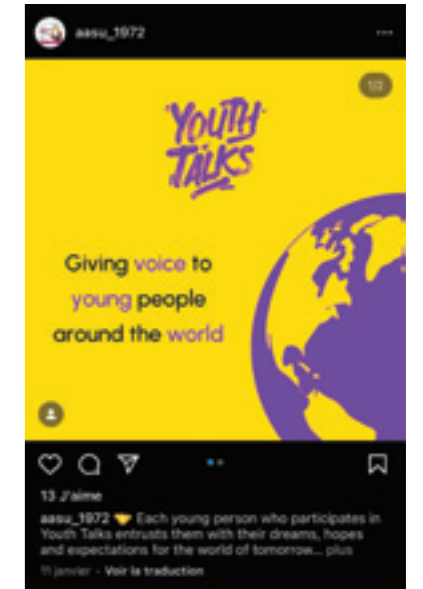 aasu_1972
1/2
YOUTH
TALKS
Giving voice to
young people
around the world
13 J'aime
aasu_1972 🤝 Each young person who participates in
Youth Talks entrusts them with their dreams, hopes
and expectations for the world of tomorrow... plus
11 janvier • Voir la traduction